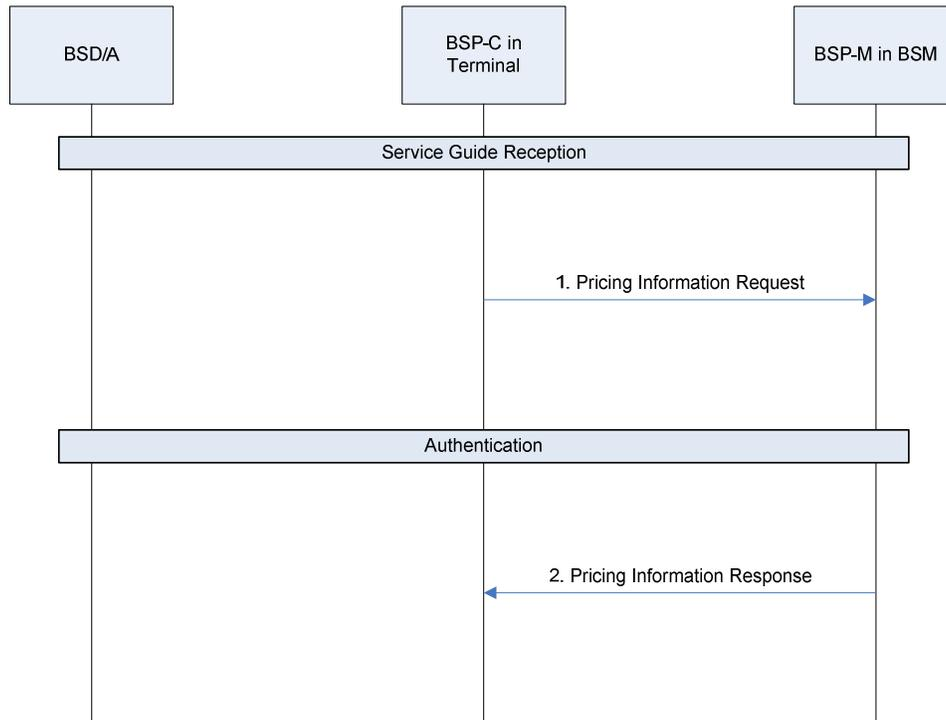 BSD/A
BSP-C in
Terminal
BSP-M in BSM
Service Guide Reception
1. Pricing Information Request
Authentication
2. Pricing Information Response